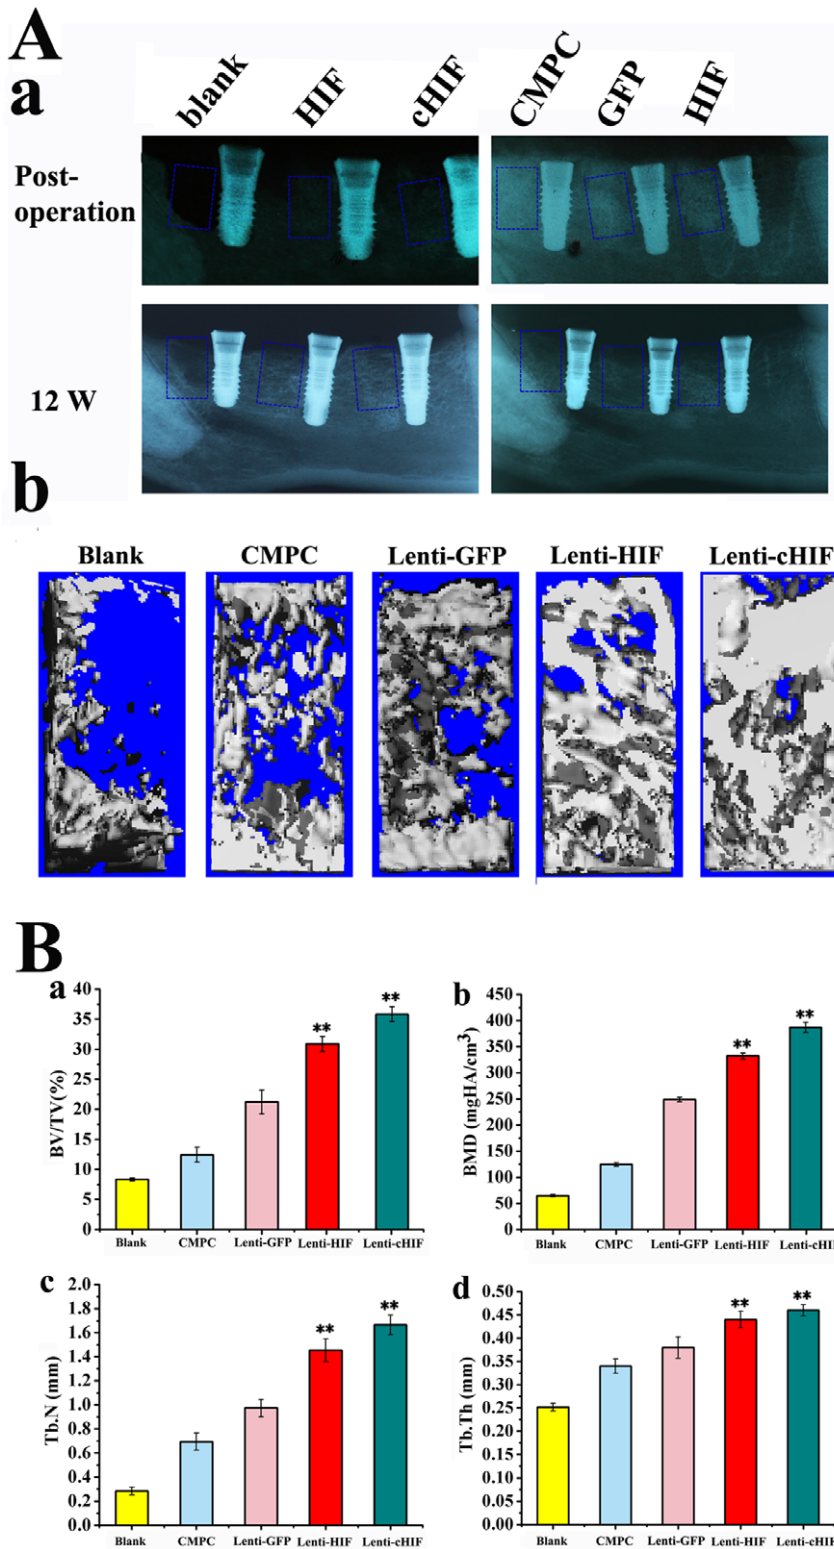 A
a
blank HIF cHIF CMPC GFP HIF
Post-
operation
12 W
b
Blank CMPC Lenti-GFP Lenti-HIF Lenti-cHIF
B
a
BV/TV(%)
40
35
30
25
20
15
10
5
0
** **
Blank CMPC Lenti-GFP Lenti-HIF Lenti-cHIF
b
BMD (mgHA/cm³)
450
400
350
300
250
200
150
100
50
0
** **
Blank CMPC Lenti-GFP Lenti-HIF Lenti-cHIF
c
Tb.N (mm)
2.0
1.8
1.6
1.4
1.2
1.0
0.8
0.6
0.4
0.2
0.0
** **
Blank CMPC Lenti-GFP Lenti-HIF Lenti-cHIF
d
Tb.Th (mm)
0.50
0.45
0.40
0.35
0.30
0.25
0.20
0.15
0.10
0.05
0.00
** **
Blank CMPC Lenti-GFP Lenti-HIF Lenti-cHIF